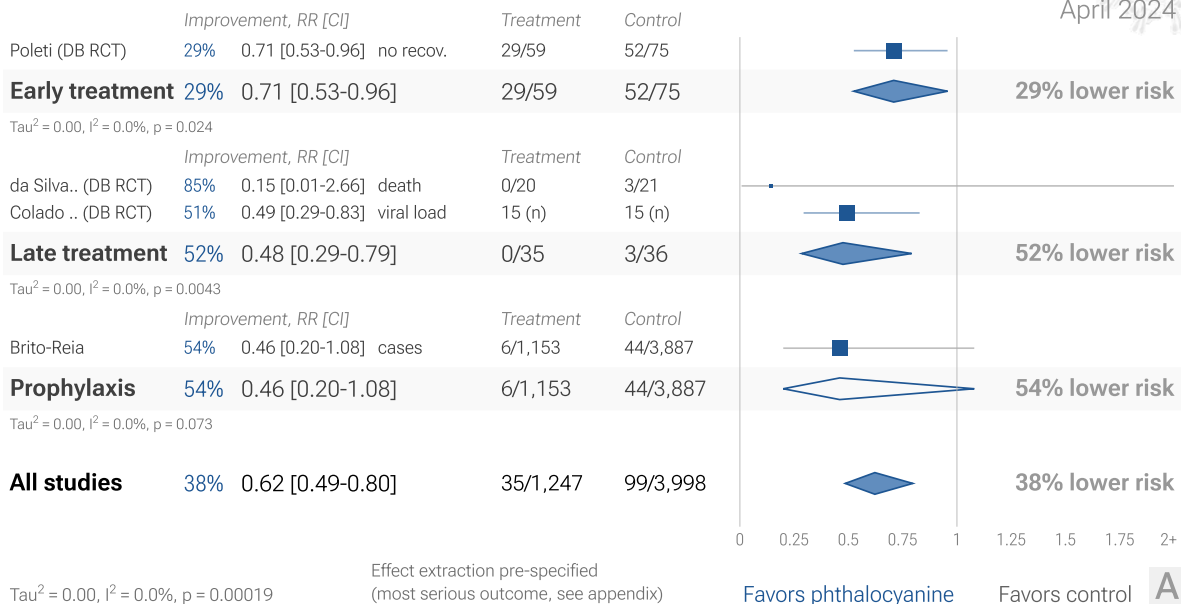 April 2024
Improvement, RR [CI] Treatment Control
Poleti (DB RCT) 29% 0.71 [0.53-0.96] no recov. 29/59 52/75
Early treatment 29% 0.71 [0.53-0.96] 29/59 52/75 29% lower risk
Tau² = 0.00, I² = 0.0%, p = 0.024
Improvement, RR [CI] Treatment Control
da Silva.. (DB RCT) 85% 0.15 [0.01-2.66] death 0/20 3/21
Colado .. (DB RCT) 51% 0.49 [0.29-0.83] viral load 15 (n) 15 (n)
Late treatment 52% 0.48 [0.29-0.79] 0/35 3/36 52% lower risk
Tau² = 0.00, I² = 0.0%, p = 0.0043
Improvement, RR [CI] Treatment Control
Brito-Reia 54% 0.46 [0.20-1.08] cases 6/1,153 44/3,887
Prophylaxis 54% 0.46 [0.20-1.08] 6/1,153 44/3,887 54% lower risk
Tau² = 0.00, I² = 0.0%, p = 0.073
All studies 38% 0.62 [0.49-0.80] 35/1,247 99/3,998 38% lower risk
0 0.25 0.5 0.75 1 1.25 1.5 1.75 2+
Effect extraction pre-specified
Tau² = 0.00, I² = 0.0%, p = 0.00019 (most serious outcome, see appendix) Favors phthalocyanine Favors control A